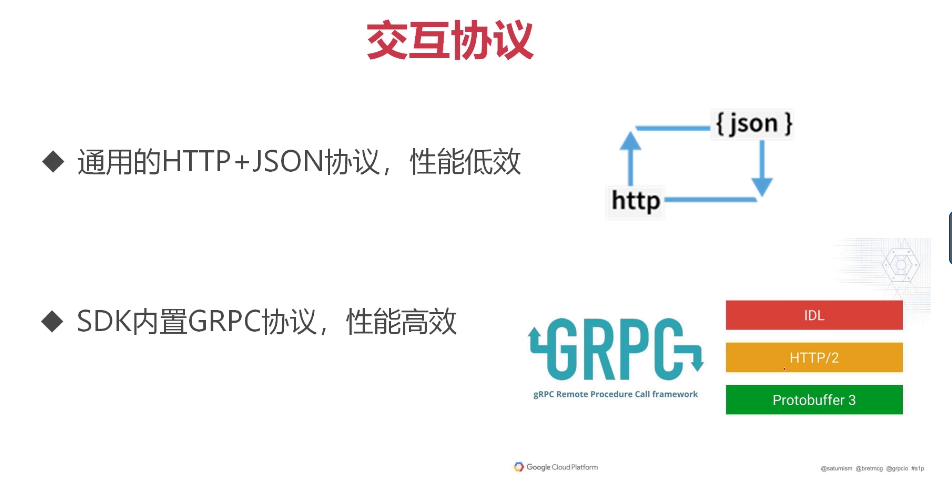 交互协议
◆ 通用的HTTP+JSON协议，性能低效
{ json }
http
◆ SDK内置GRPC协议，性能高效
GRPC
gRPC Remote Procedure Call framework
IDL
HTTP/2
Protobuffer 3
Google Cloud Platform
@saturnism @bretmcg @grpcio #s1p